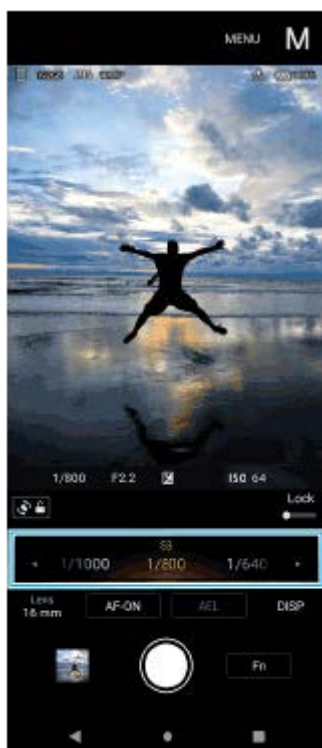 MENU M
1/800 F2.2 ISO 64
Lock
SS
1/1000 1/800 1/640
Lens
16 mm AF-ON AEL DISP
Fn